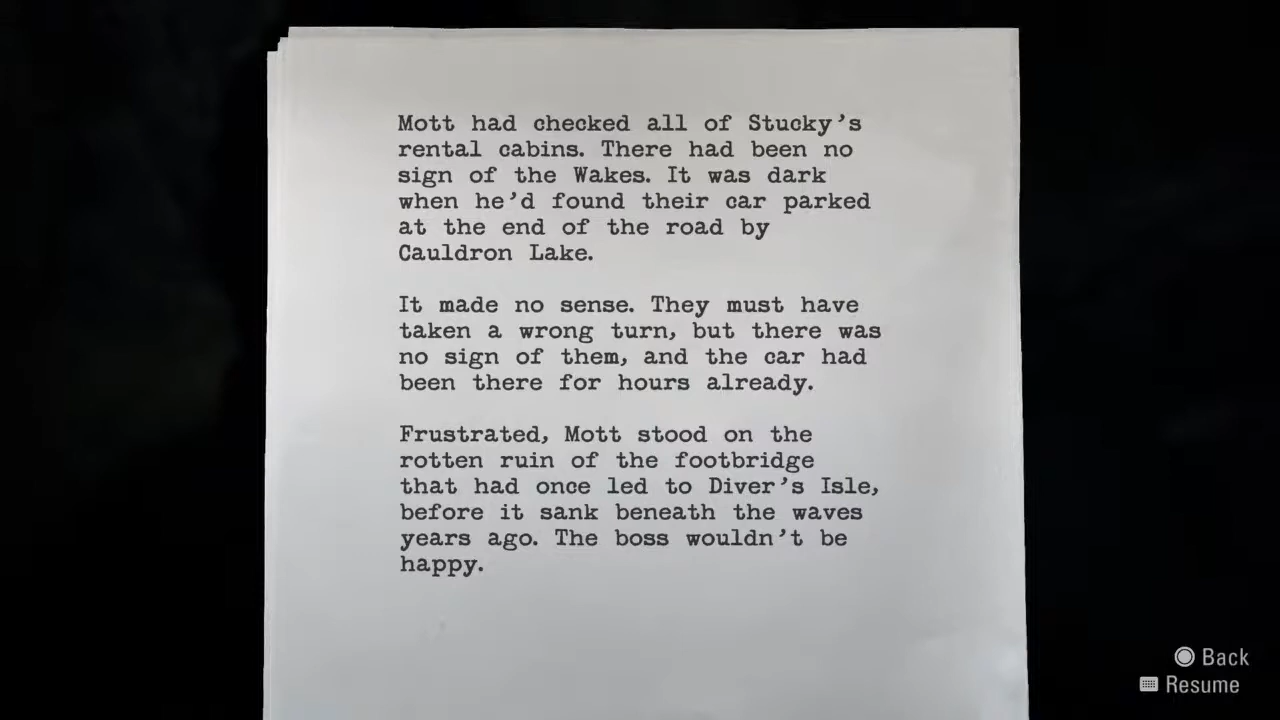 Mott had checked all of Stucky's
rental cabins. There had been no
sign of the Wakes. It was dark
when he'd found their car parked
at the end of the road by
Cauldron Lake.
It made no sense. They must have
taken a wrong turn, but there was
no sign of them, and the car had
been there for hours already.
Frustrated, Mott stood on the
rotten ruin of the footbridge
that had once led to Diver's Isle,
before it sank beneath the waves
years ago. The boss wouldn't be
happy.
Back
Resume